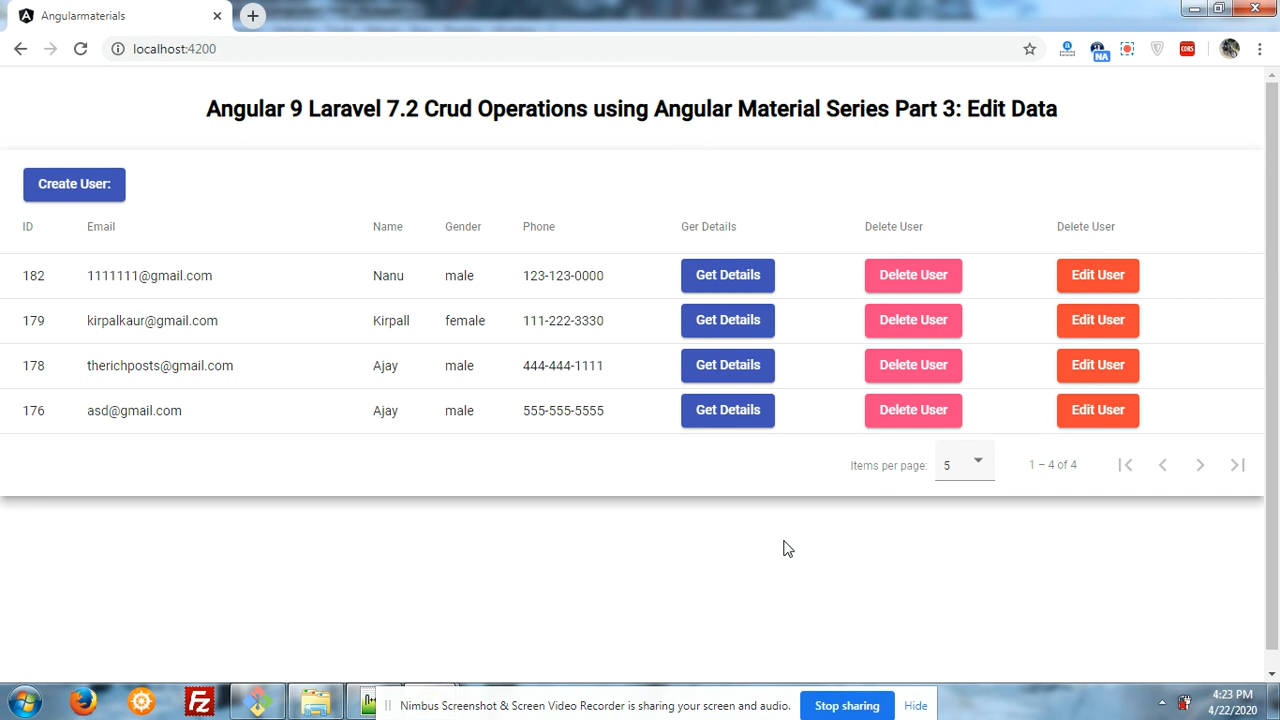 Angularmaterials
localhost:4200
NA
CORS
Angular 9 Laravel 7.2 Crud Operations using Angular Material Series Part 3: Edit Data
Create User:
ID Email Name Gender Phone Ger Details Delete User Delete User
182 1111111@gmail.com Nanu male 123-123-0000 Get Details Delete User Edit User
179 kirpalkaur@gmail.com Kirpall female 111-222-3330 Get Details Delete User Edit User
178 therichposts@gmail.com Ajay male 444-444-1111 Get Details Delete User Edit User
176 asd@gmail.com Ajay male 555-555-5555 Get Details Delete User Edit User
Items per page: 5 1 – 4 of 4
Nimbus Screenshot & Screen Video Recorder is sharing your screen and audio. Stop sharing Hide
4:23 PM
4/22/2020